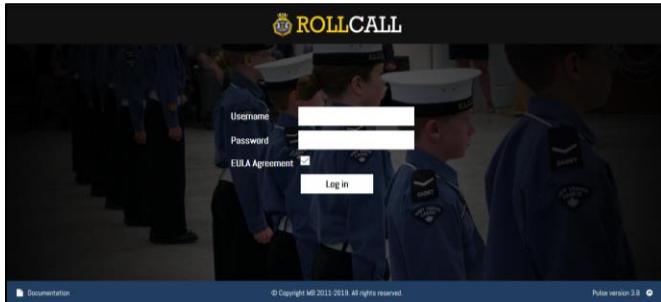 ROLLCALL
Username
Password
EULA Agreement
Log in
CADET
Documentation
© Copyright MB 2011-2019. All rights reserved.
Pulse version 3.8